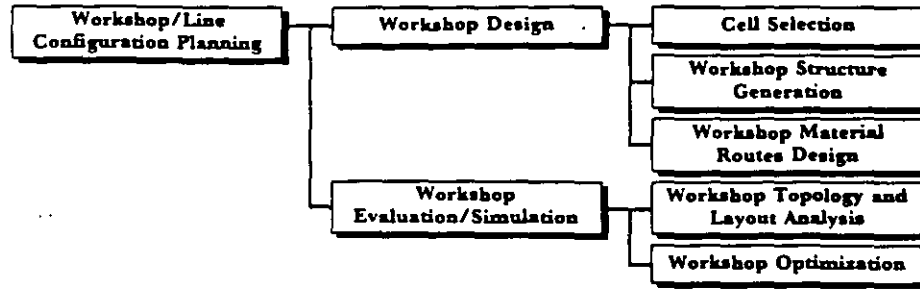 Workshop/Line
Configuration Planning
Workshop Design
Cell Selection
Workshop Structure
Generation
Workshop Material
Routes Design
Workshop
Evaluation/Simulation
Workshop Topology and
Layout Analysis
Workshop Optimization